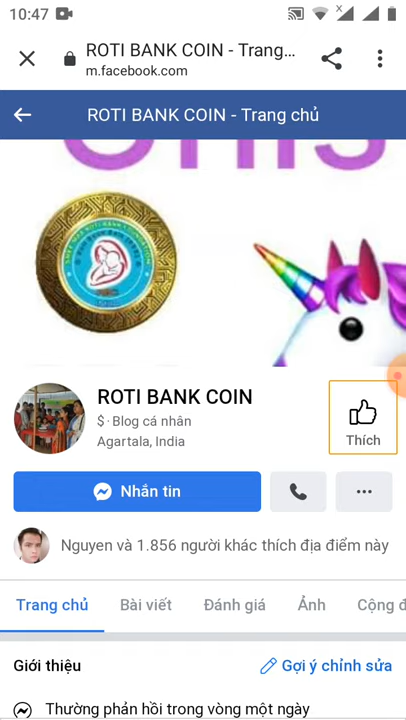 10:47
ROTI BANK COIN - Trang...
m.facebook.com
ROTI BANK COIN - Trang chủ
ROTI BANK COIN
$ · Blog cá nhân
Agartala, India
Thích
Nhắn tin
Nguyen và 1.856 người khác thích địa điểm này
Trang chủ
Bài viết
Đánh giá
Ảnh
Cộng đ
Giới thiệu
Gợi ý chỉnh sửa
Thường phản hồi trong vòng một ngày